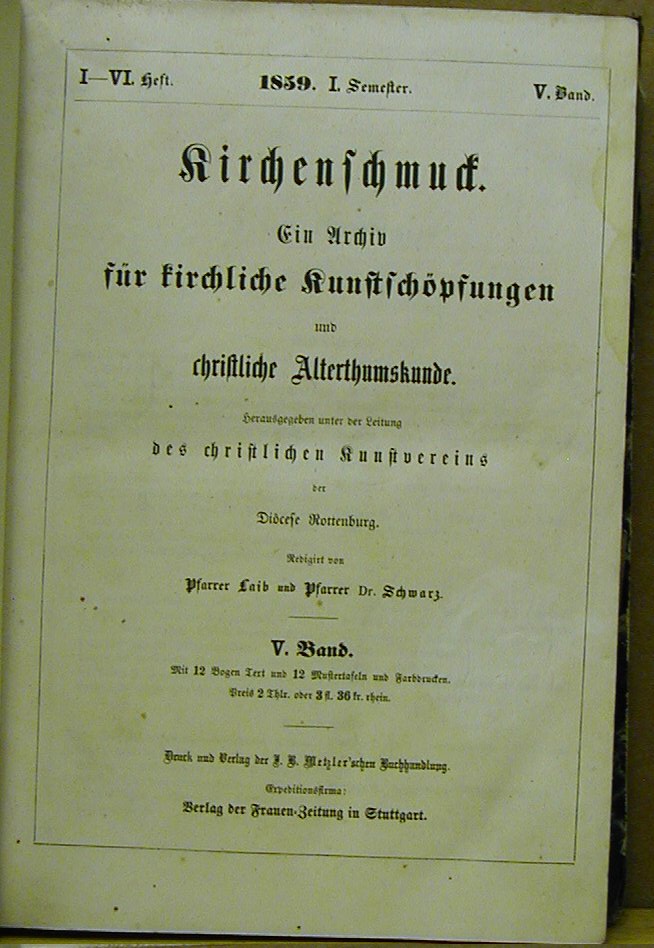 I—VI. Heft.
1859. I. Semester.
V. Band.
Kirchenschmuck.
Ein Archiv
für kirchliche Kunstschöpfungen
und
christliche Alterthumskunde.
Herausgegeben unter der Leitung
des christlichen Kunstvereins
der
Diöcese Rottenburg.
Redigirt von
Pfarrer Laib und Pfarrer Dr. Schwarz.
V. Band.
Mit 12 Bogen Text und 12 Mustertafeln und Farbdrucken.
Preis 2 Thlr. oder 3 fl. 36 kr. rhein.
Druck und Verlag der J. B. Metzler'schen Buchhandlung.
Expeditionsfirma:
Verlag der Frauen-Zeitung in Stuttgart.